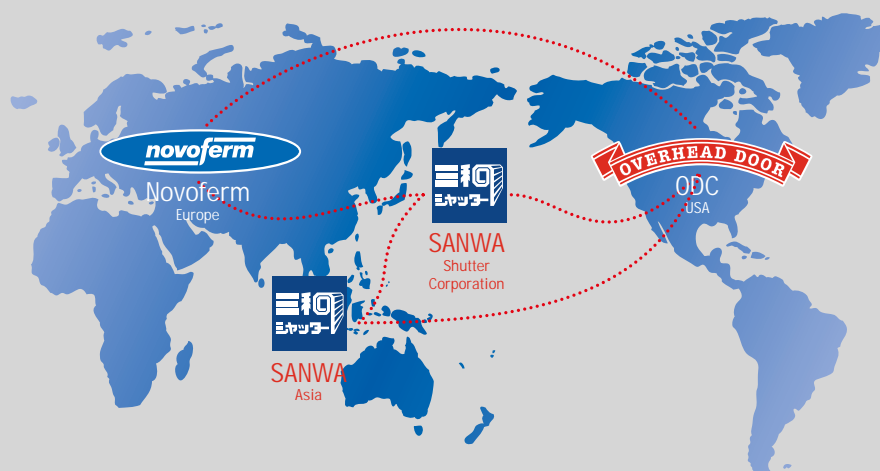 novoferm
Novoferm
Europe
三和
シャッター
SANWA
Shutter
Corporation
OVERHEAD DOOR
ODC
USA
三和
シャッター
SANWA
Asia